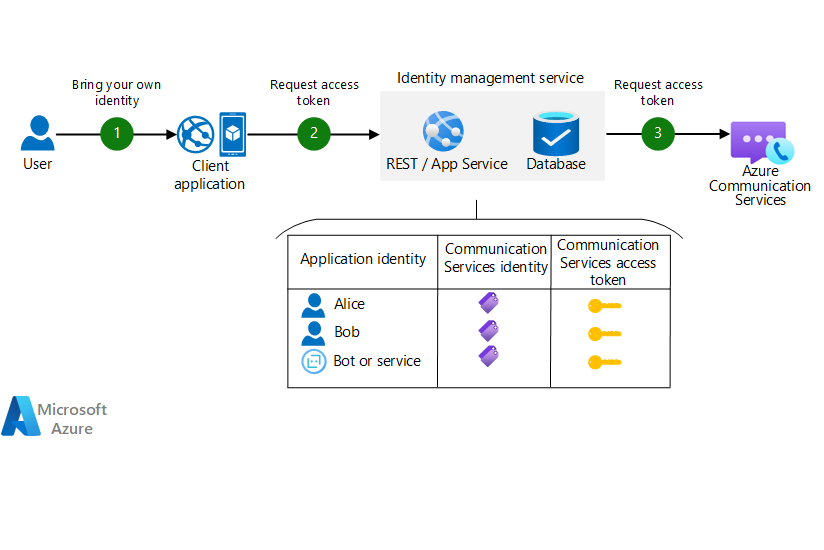 Bring your own
identity
1
User
Client
application
Request access
token
2
Identity management service
REST / App Service
Database
Request access
token
3
Azure
Communication
Services
Application identity
Communication
Services identity
Communication
Services access
token
Alice
Bob
Bot or service
Microsoft
Azure